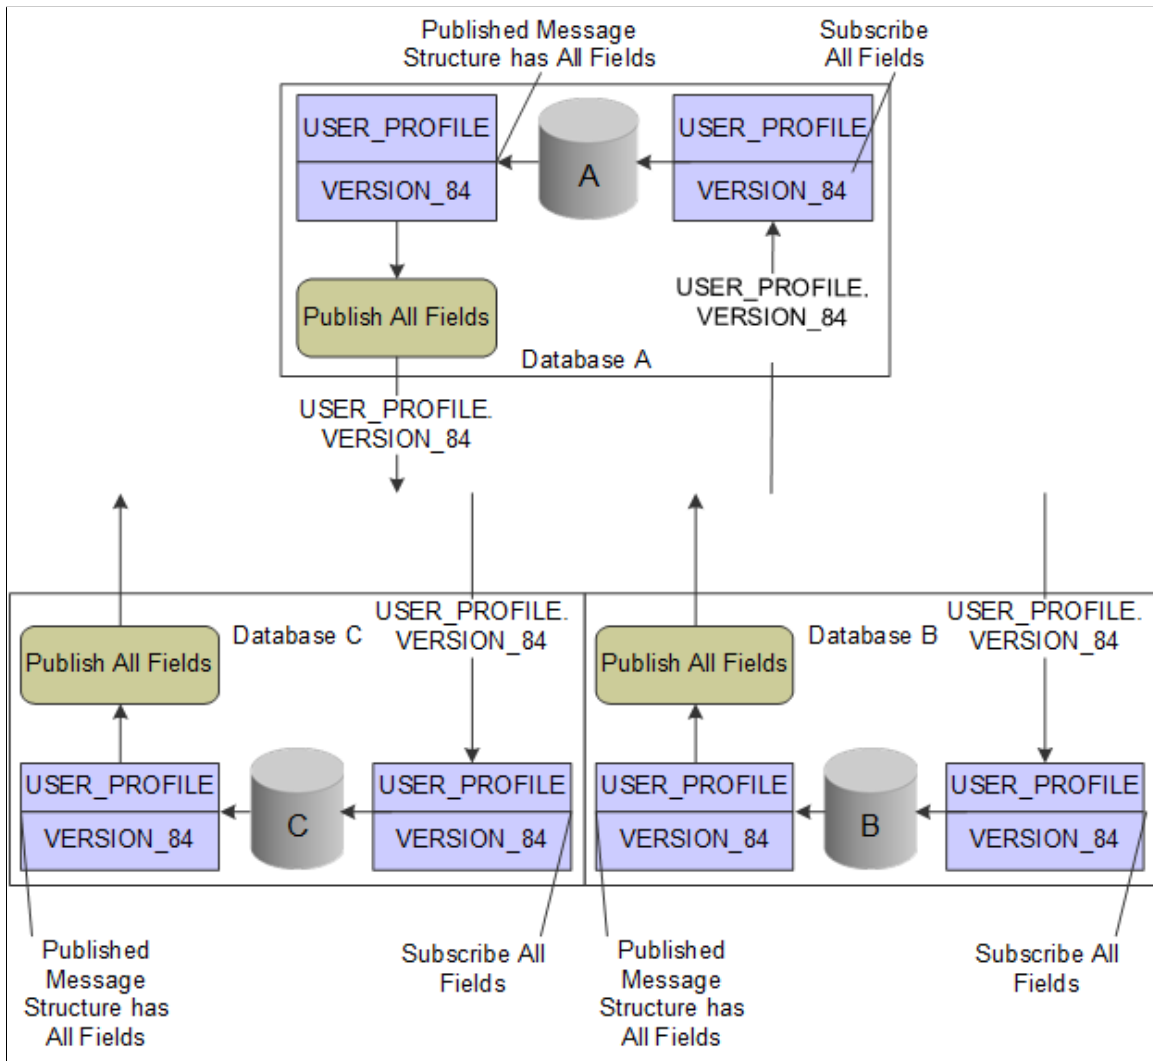 Published Message
Structure has All Fields
Subscribe
All Fields
USER_PROFILE
VERSION_84
A
USER_PROFILE
VERSION_84
Publish All Fields
USER_PROFILE.
VERSION_84
Database A
USER_PROFILE.
VERSION_84
Publish All Fields
Database C
USER_PROFILE.
VERSION_84
USER_PROFILE
VERSION_84
C
USER_PROFILE
VERSION_84
Published
Message
Structure has
All Fields
Subscribe All
Fields
Publish All Fields
Database B
USER_PROFILE.
VERSION_84
USER_PROFILE
VERSION_84
B
USER_PROFILE
VERSION_84
Published
Message
Structure has
All Fields
Subscribe All
Fields